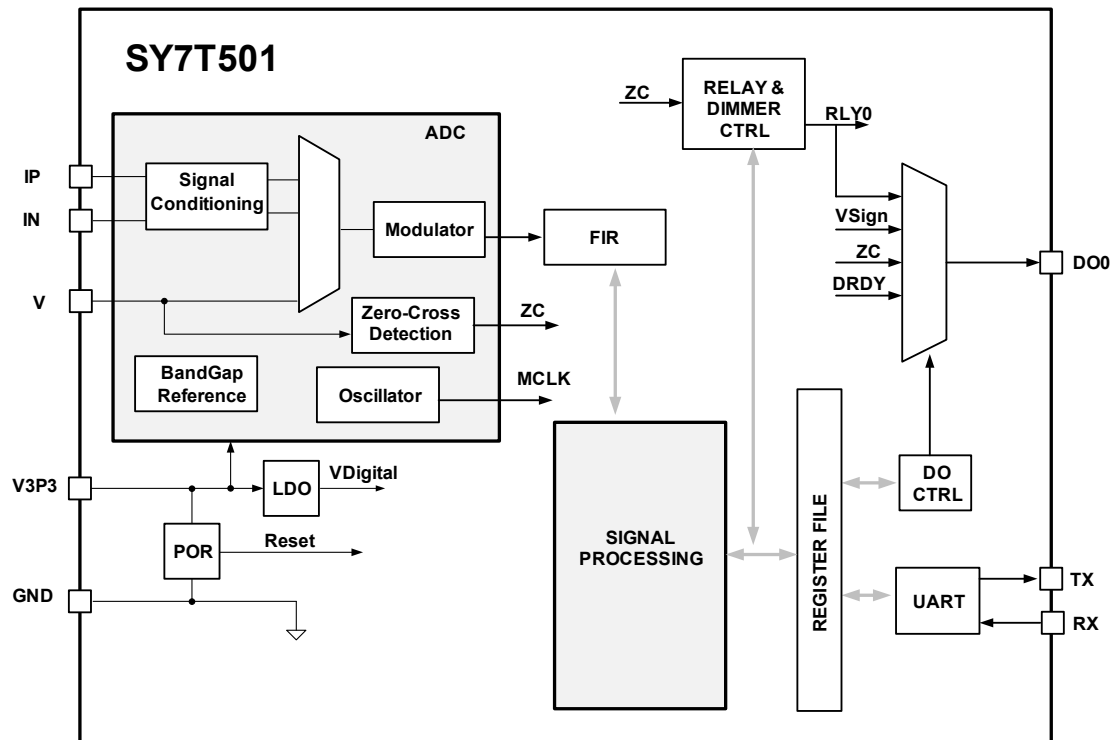 SY7T501
ADC
IP
IN
V
Signal
Conditioning
Modulator
FIR
Zero-Cross
Detection
ZC
BandGap
Reference
Oscillator
MCLK
V3P3
LDO
VDigital
POR
Reset
GND
ZC
RELAY &
DIMMER
CTRL
RLY0
VSign
ZC
DRDY
DO0
SIGNAL
PROCESSING
REGISTER FILE
DO
CTRL
UART
TX
RX